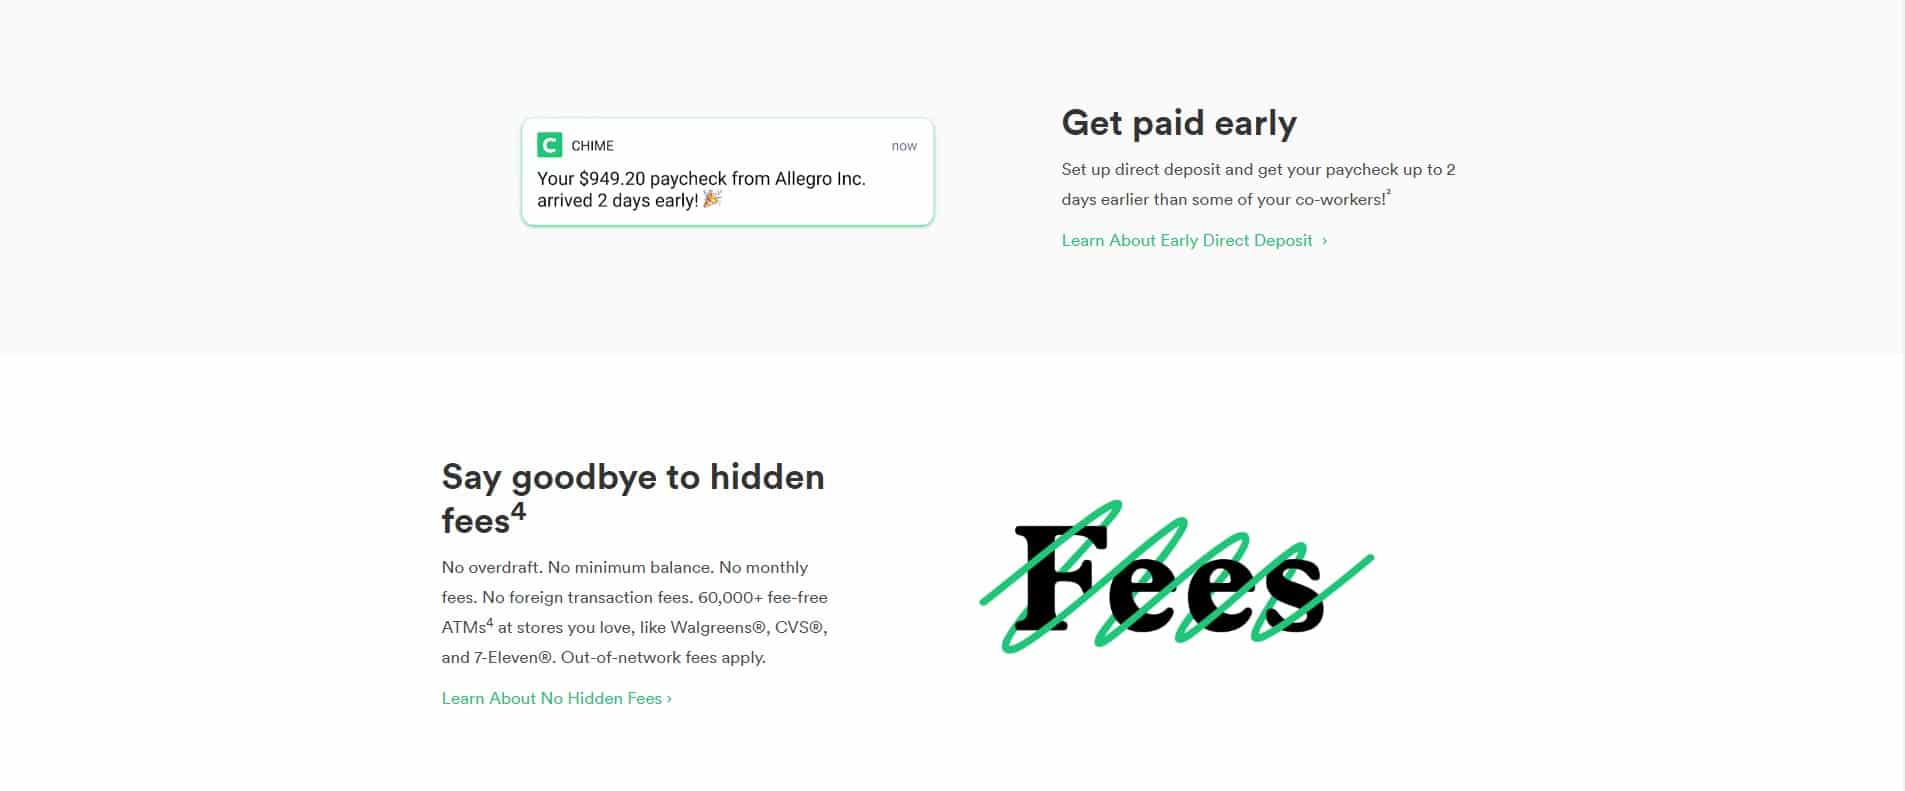 C CHIME now
Your $949.20 paycheck from Allegro Inc.
arrived 2 days early! 🎉
Get paid early
Set up direct deposit and get your paycheck up to 2
days earlier than some of your co-workers!²
Learn About Early Direct Deposit ›
Say goodbye to hidden
fees⁴
No overdraft. No minimum balance. No monthly
fees. No foreign transaction fees. 60,000+ fee-free
ATMs⁴ at stores you love, like Walgreens®, CVS®,
and 7-Eleven®. Out-of-network fees apply.
Learn About No Hidden Fees ›
Fees